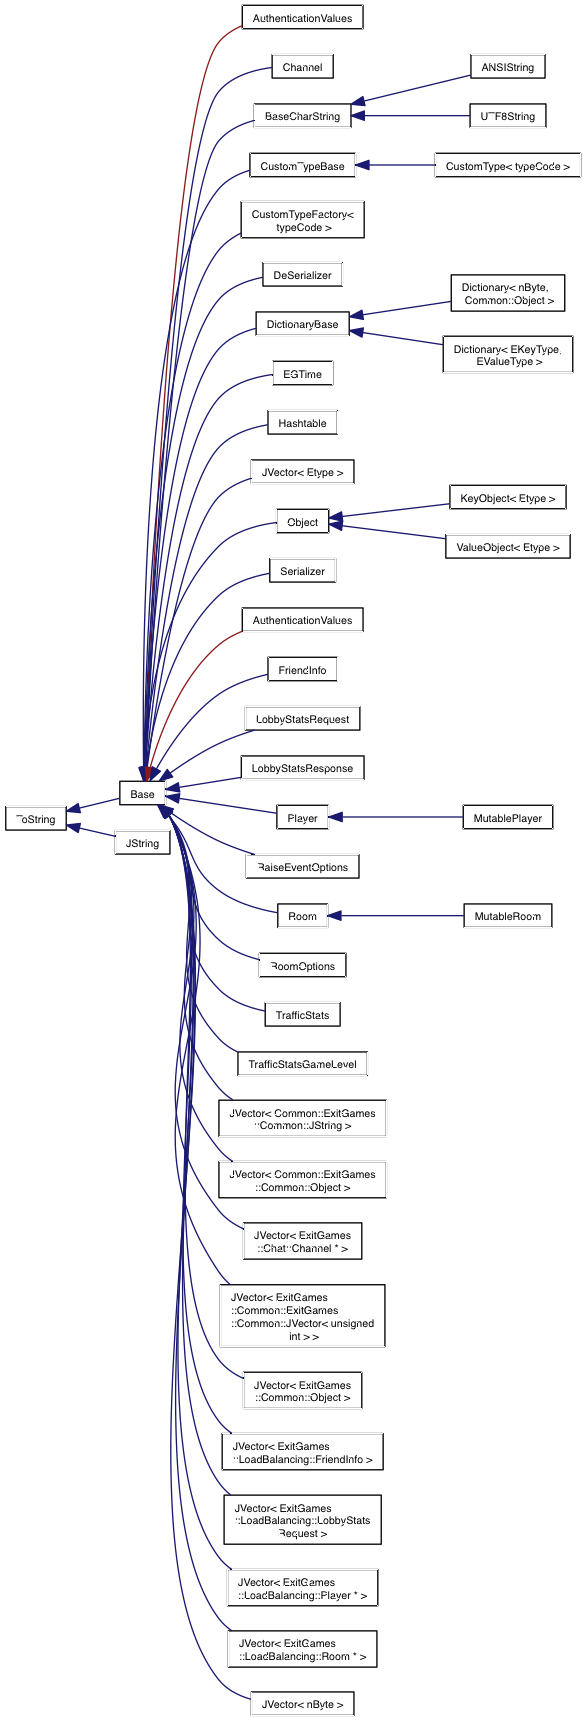 AuthenticationValues
Channel
ANSIString
BaseCharString
UTF8String
CustomTypeBase
CustomType< typeCode >
CustomTypeFactory<
typeCode >
DeSerializer
Dictionary< nByte,
Common::Object >
DictionaryBase
Dictionary< EKeyType,
EValueType >
EGTime
Hashtable
JVector< Etype >
KeyObject< Etype >
Object
ValueObject< Etype >
Serializer
AuthenticationValues
FriendInfo
LobbyStatsRequest
LobbyStatsResponse
Base
ToString
Player
MutablePlayer
JString
RaiseEventOptions
Room
MutableRoom
RoomOptions
TrafficStats
TrafficStatsGameLevel
JVector< Common::ExitGames
::Common::JString >
JVector< Common::ExitGames
::Common::Object >
JVector< ExitGames
::Chat::Channel * >
JVector< ExitGames
::Common::ExitGames
::Common::JVector< unsigned
int > >
JVector< ExitGames
::Common::Object >
JVector< ExitGames
::LoadBalancing::FriendInfo >
JVector< ExitGames
::LoadBalancing::LobbyStats
Request >
JVector< ExitGames
::LoadBalancing::Player * >
JVector< ExitGames
::LoadBalancing::Room * >
JVector< nByte >